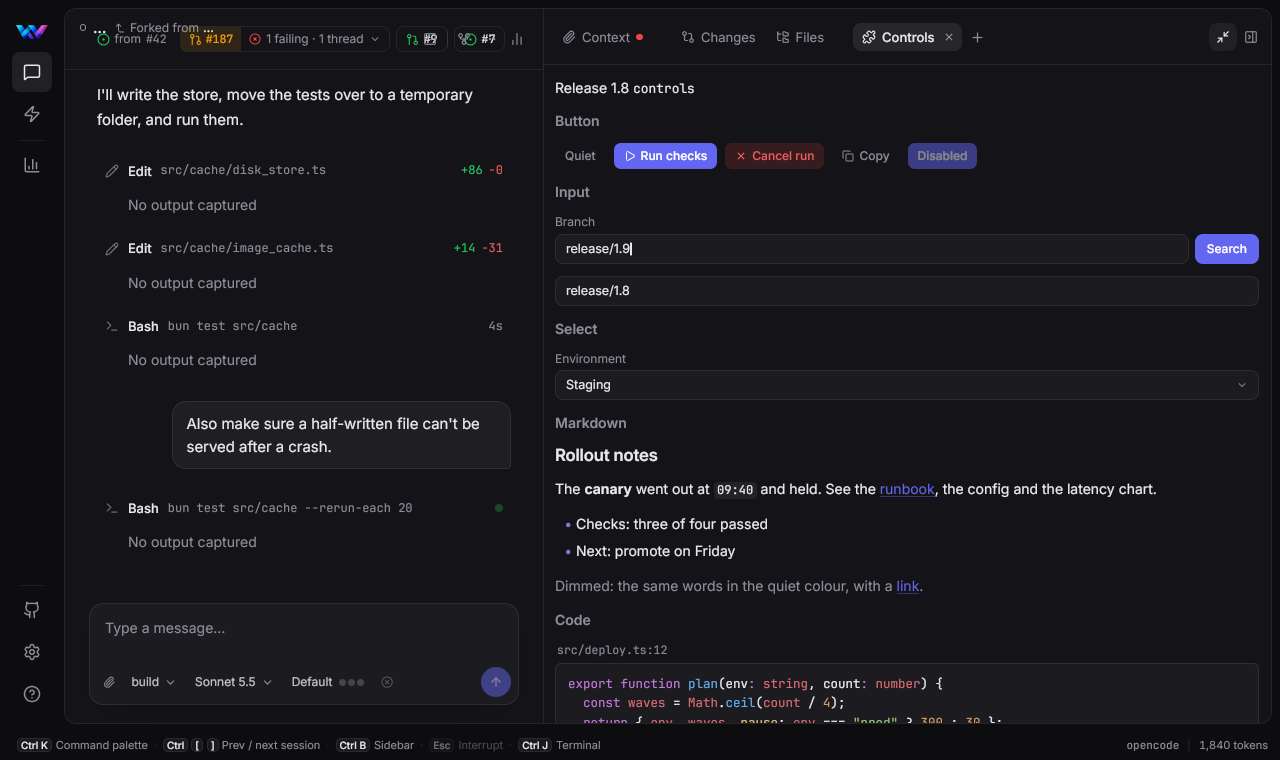 ... Forked from ...
from #42 #187 1 failing · 1 thread #7
I'll write the store, move the tests over to a temporary
folder, and run them.
Edit src/cache/disk_store.ts +86 -0
No output captured
Edit src/cache/image_cache.ts +14 -31
No output captured
Bash bun test src/cache 4s
No output captured
Also make sure a half-written file can't be
served after a crash.
Bash bun test src/cache --rerun-each 20
No output captured
Type a message...
build Sonnet 5.5 Default
Context Changes Files Controls
Release 1.8 controls
Button
Quiet Run checks Cancel run Copy Disabled
Input
Branch
release/1.9 Search
release/1.8
Select
Environment
Staging
Markdown
Rollout notes
The canary went out at 09:40 and held. See the runbook, the config and the latency chart.
• Checks: three of four passed
• Next: promote on Friday
Dimmed: the same words in the quiet colour, with a link.
Code
src/deploy.ts:12
export function plan(env: string, count: number) {
const waves = Math.ceil(count / 4);
return { env, waves, pause: env === "prod" ? 300 : 30 };
Ctrl K Command palette · Ctrl [ ] Prev / next session · Ctrl B Sidebar · Esc Interrupt · Ctrl J Terminal
opencode 1,840 tokens